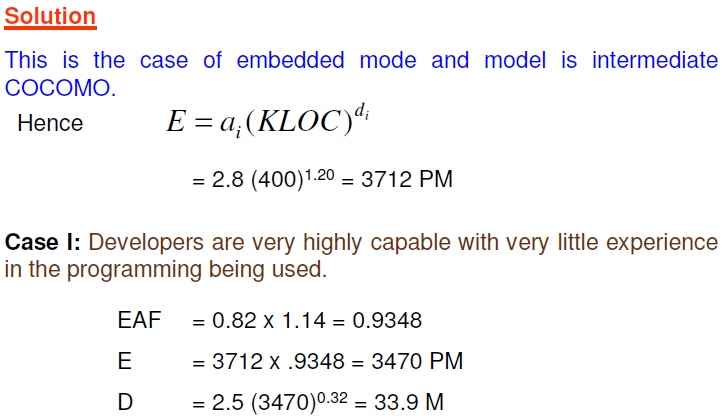 Solution
This is the case of embedded mode and model is intermediate
COCOMO.
Hence E = aᵢ(KLOC)^dᵢ
= 2.8 (400)^1.20 = 3712 PM
Case I: Developers are very highly capable with very little experience
in the programming being used.
EAF = 0.82 x 1.14 = 0.9348
E = 3712 x .9348 = 3470 PM
D = 2.5 (3470)^0.32 = 33.9 M